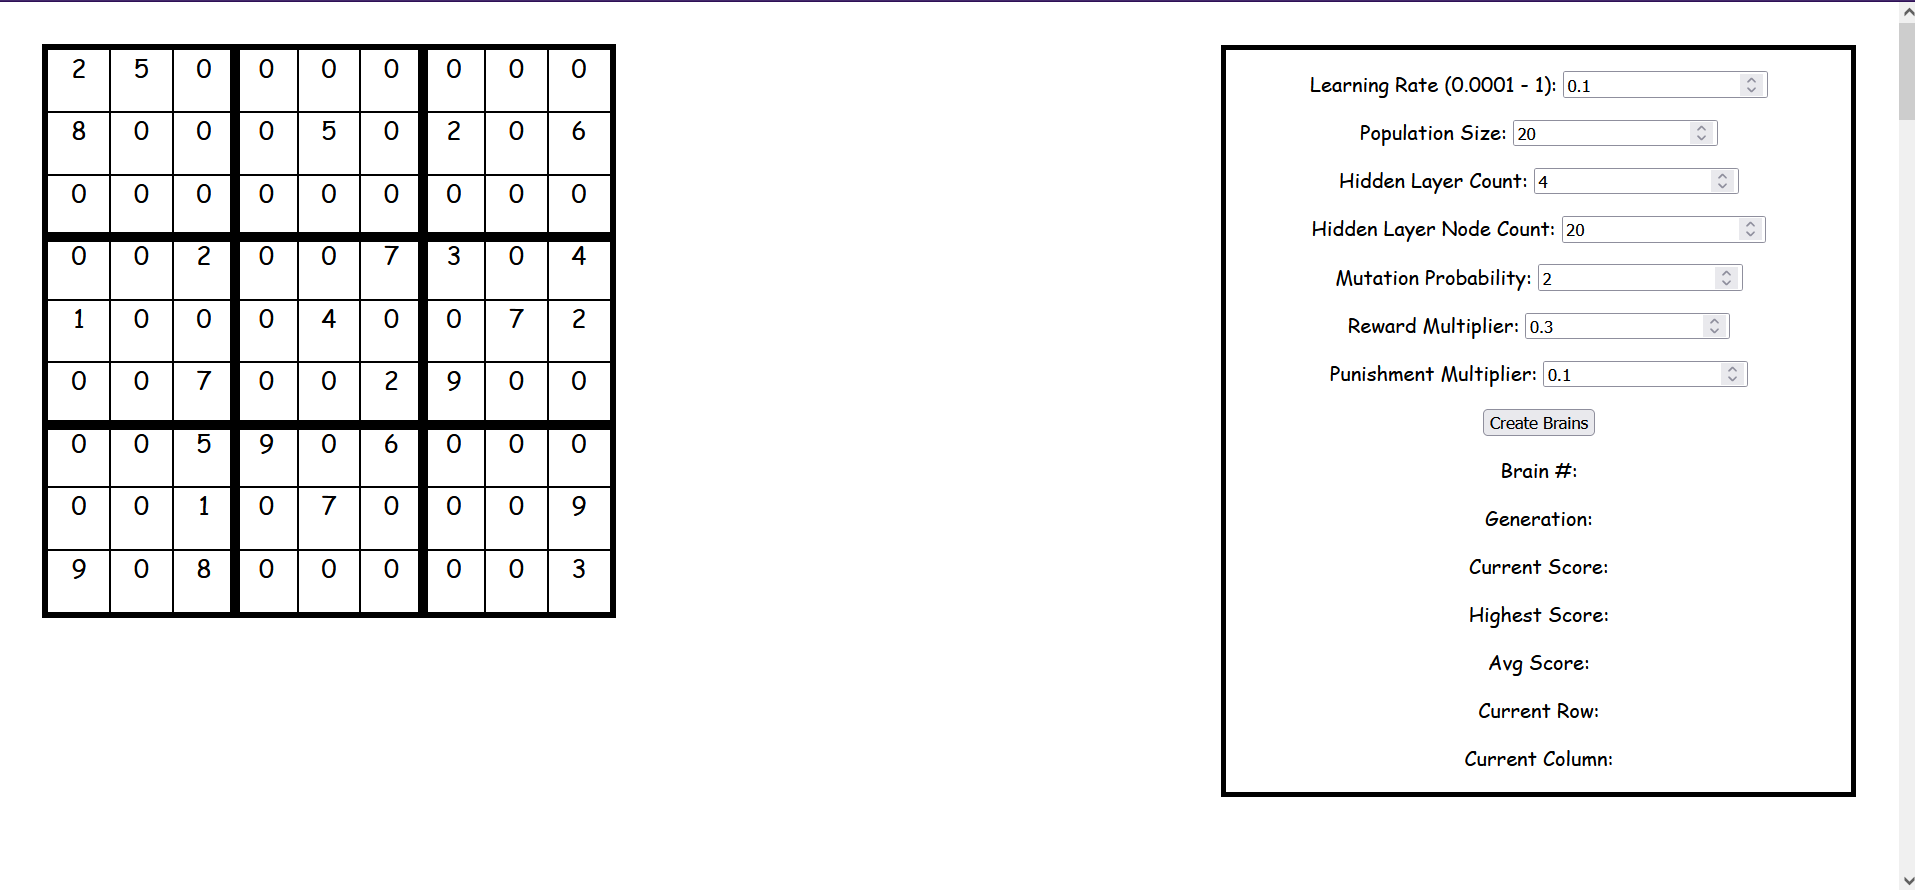 2 5 0 0 0 0 0 0 0
8 0 0 0 5 0 2 0 6
0 0 0 0 0 0 0 0 0
0 0 2 0 0 7 3 0 4
1 0 0 0 4 0 0 7 2
0 0 7 0 0 2 9 0 0
0 0 5 9 0 6 0 0 0
0 0 1 0 7 0 0 0 9
9 0 8 0 0 0 0 0 3
Learning Rate (0.0001 - 1): 0.1
Population Size: 20
Hidden Layer Count: 4
Hidden Layer Node Count: 20
Mutation Probability: 2
Reward Multiplier: 0.3
Punishment Multiplier: 0.1
Create Brains
Brain #:
Generation:
Current Score:
Highest Score:
Avg Score:
Current Row:
Current Column: